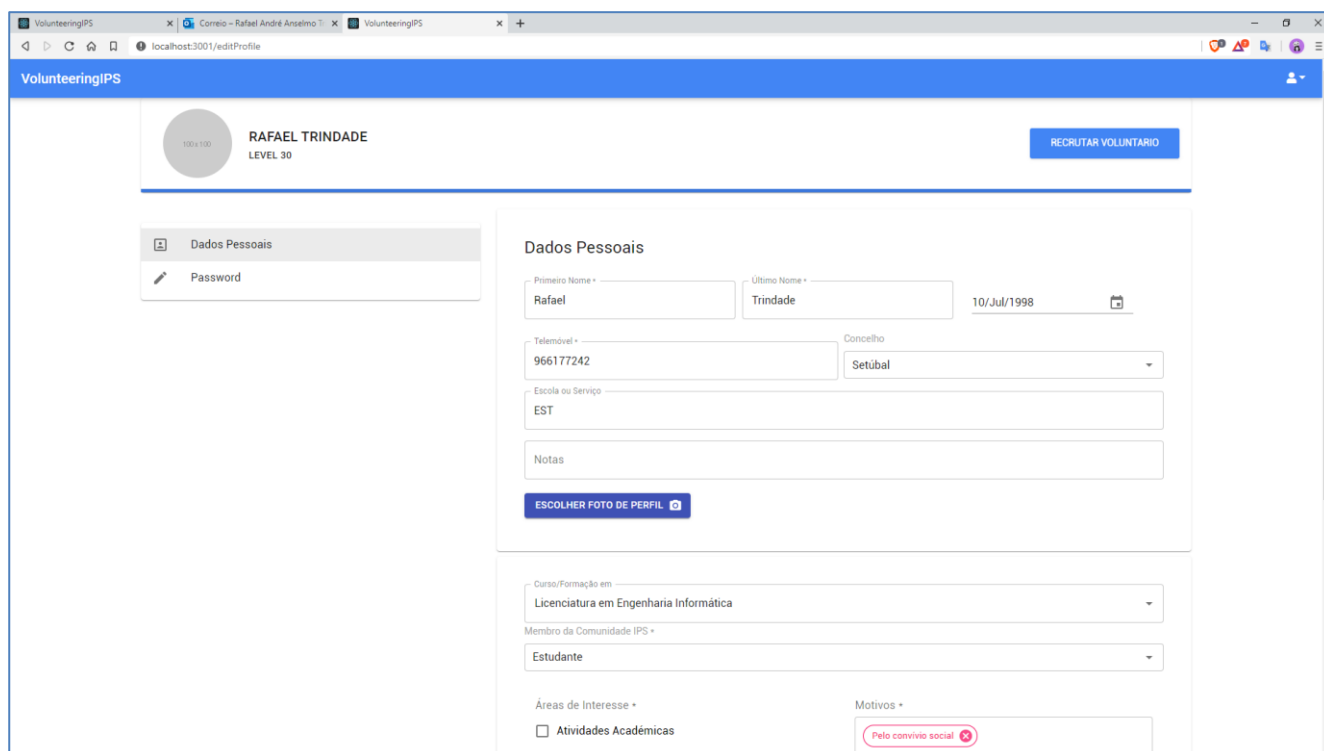 VolunteeringIPS
Correio – Rafael André Anselmo T
VolunteeringIPS
localhost:3001/editProfile
VolunteeringIPS
100 x 100
RAFAEL TRINDADE
LEVEL 30
RECRUTAR VOLUNTARIO
Dados Pessoais
Password
Dados Pessoais
Primeiro Nome *
Rafael
Último Nome *
Trindade
10/Jul/1998
Telemóvel *
966177242
Concelho
Setúbal
Escola ou Serviço
EST
Notas
ESCOLHER FOTO DE PERFIL
Curso/Formação em
Licenciatura em Engenharia Informática
Membro da Comunidade IPS *
Estudante
Áreas de Interesse *
Atividades Académicas
Motivos *
Pelo convívio social